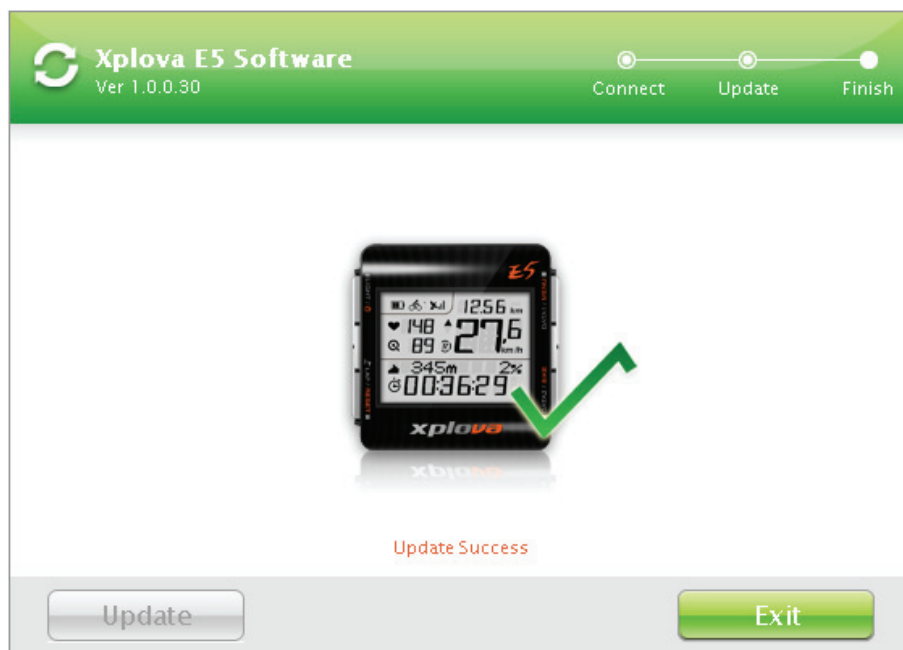 Xplova E5 Software
Ver 1.0.0.30
Connect Update Finish
E5
12.56 km
148 27.6 km/h
89
345m 2%
00:36:29
xplova
Update Success
Update Exit